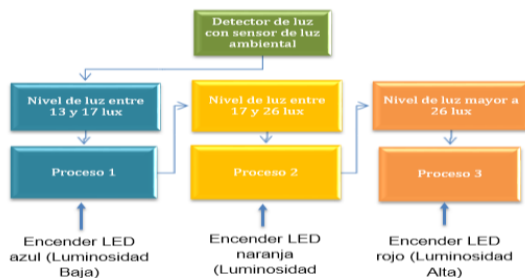 Detector de luz
con sensor de luz
ambiental
Nivel de luz entre
13 y 17 lux
Nivel de luz entre
17 y 26 lux
Nivel de luz mayor a
26 lux
Proceso 1
Proceso 2
Proceso 3
Encender LED
azul (Luminosidad
Baja)
Encender LED
naranja
(Luminosidad
Encender LED
rojo (Luminosidad
Alta)